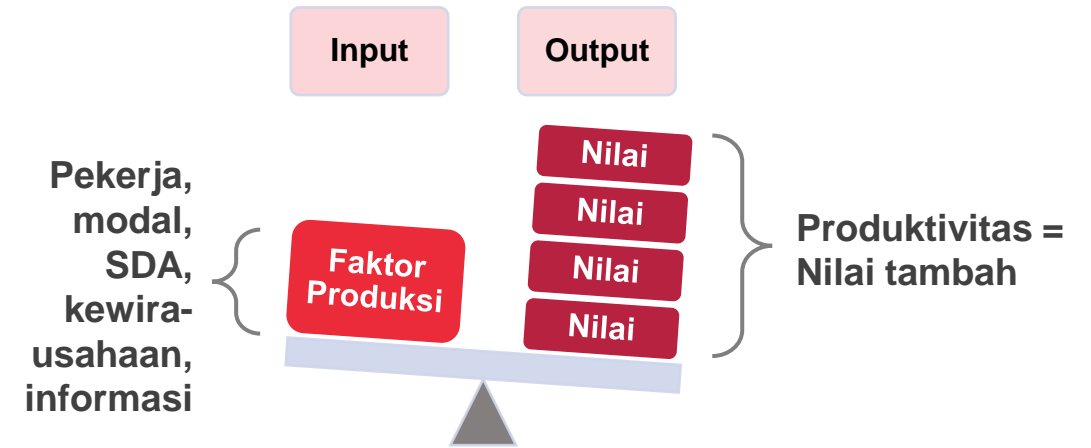 Input
Output
Pekerja,
modal,
SDA,
kewira-
usahaan,
informasi
Faktor
Produksi
Nilai
Nilai
Nilai
Nilai
Produktivitas =
Nilai tambah